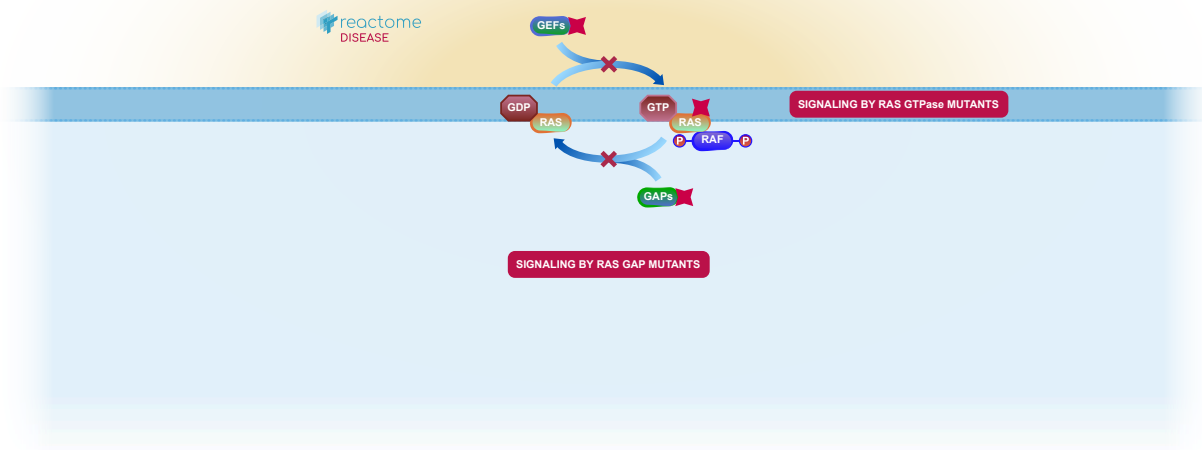 reactome
DISEASE
GEFs
GDP
RAS
GTP
RAS
P
RAF
P
SIGNALING BY RAS GTPase MUTANTS
GAPs
SIGNALING BY RAS GAP MUTANTS